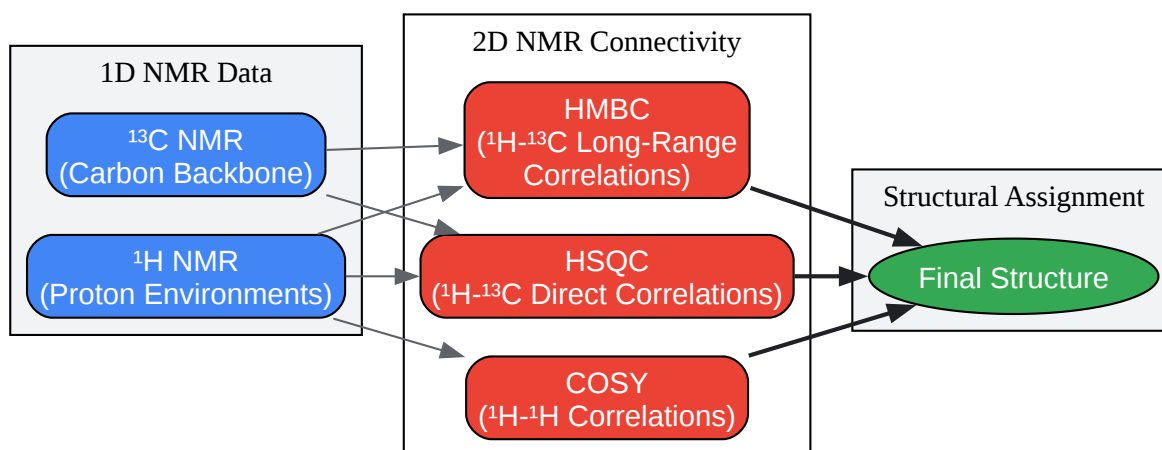 1D NMR Data
¹³C NMR
(Carbon Backbone)
¹H NMR
(Proton Environments)
2D NMR Connectivity
HMBC
(¹H-¹³C Long-Range
Correlations)
HSQC
(¹H-¹³C Direct Correlations)
COSY
(¹H-¹H Correlations)
Structural Assignment
Final Structure